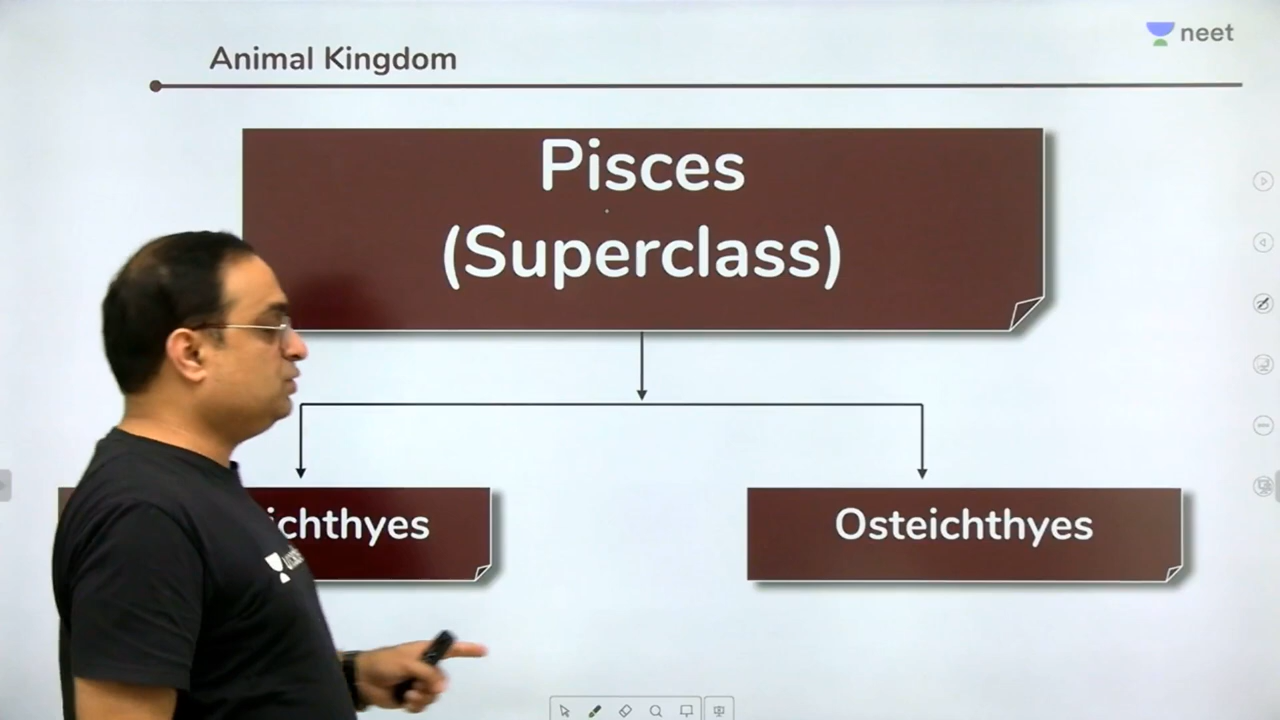 neet
Animal Kingdom
Pisces
(Superclass)
ichthyes
Osteichthyes